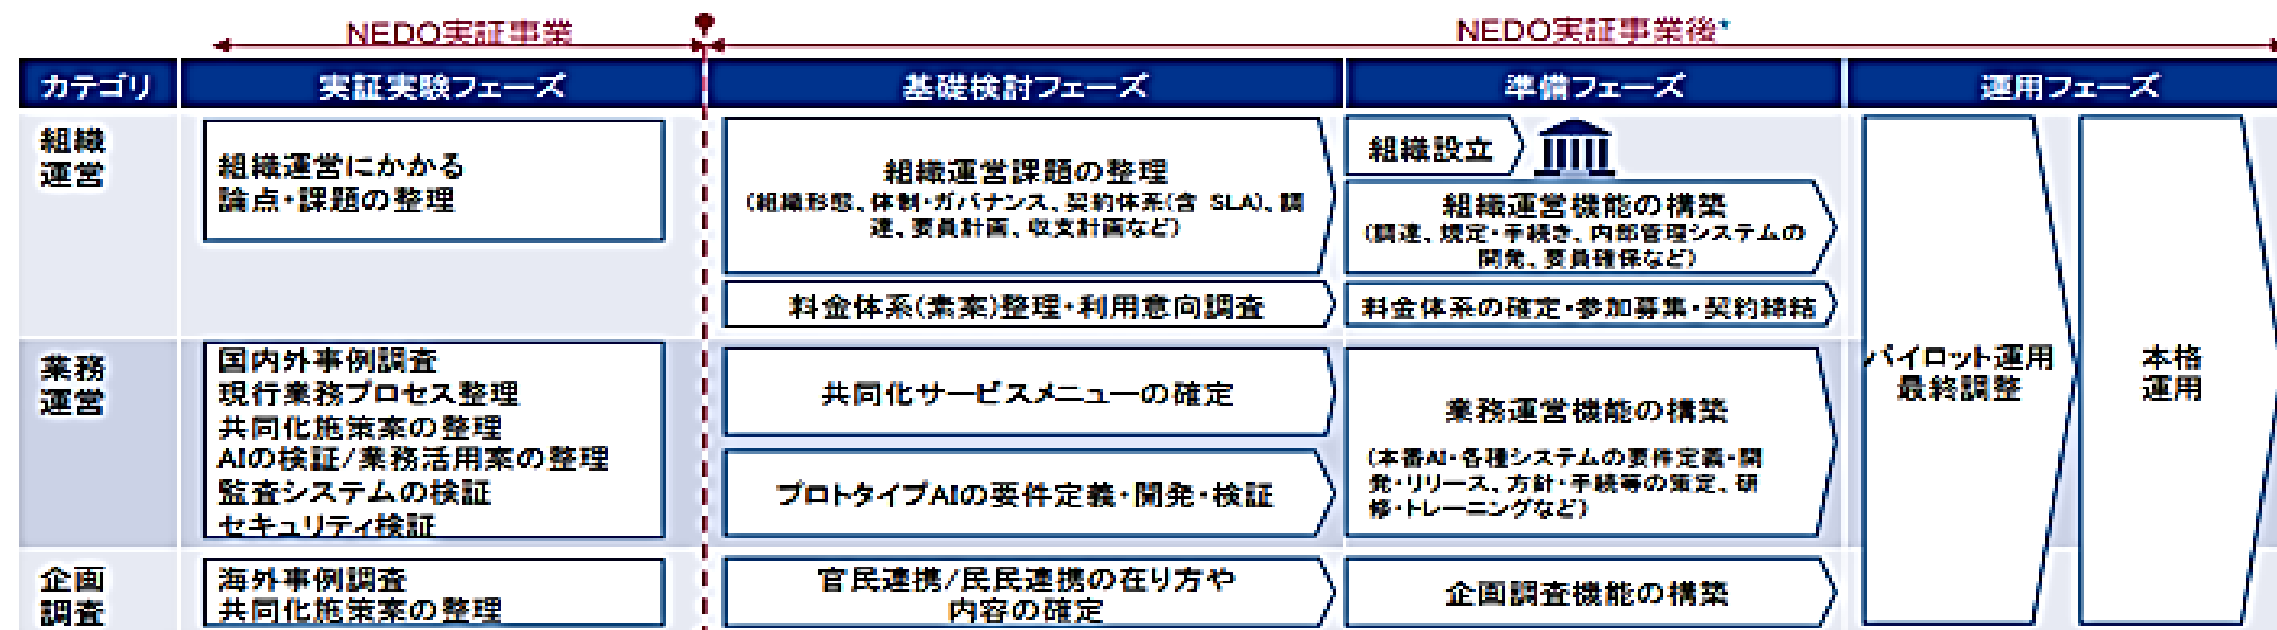 NEDO実証事業
NEDO実証事業後*
カテゴリ
実証実験フェーズ
基礎検討フェーズ
準備フェーズ
運用フェーズ
組織
運営
組織運営にかかる
論点・課題の整理
組織運営課題の整理
(組織形態、体制・ガバナンス、契約体系(含 SLA)、調
達、要員計画、収支計画など)
料金体系(素案)整理・利用意向調査
組織設立
組織運営機能の構築
(調達、規定・手続き、内部管理システムの
開発、要員確保など)
料金体系の確定・参加募集・契約締結
業務
運営
国内外事例調査
現行業務プロセス整理
共同化施策案の整理
AIの検証/業務活用案の整理
監査システムの検証
セキュリティ検証
共同化サービスメニューの確定
プロトタイプAIの要件定義・開発・検証
業務運営機能の構築
(本番AI・各種システムの要件定義・開
発・リリース、方針・手続等の策定、研
修・トレーニングなど)
パイロット運用
最終調整
本格
運用
企画
調査
海外事例調査
共同化施策案の整理
官民連携/民民連携の在り方や
内容の確定
企画調査機能の構築